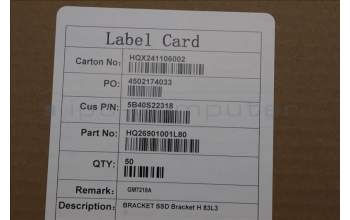 Label Card
Carton No: HQX241106002
PO: 4502174033
Cus P/N: 5B40S22318
Part No: HQ26901001L80
QTY: 50
Remark: GM7218A
Description: BRACKET SSD Bracket H 83L3